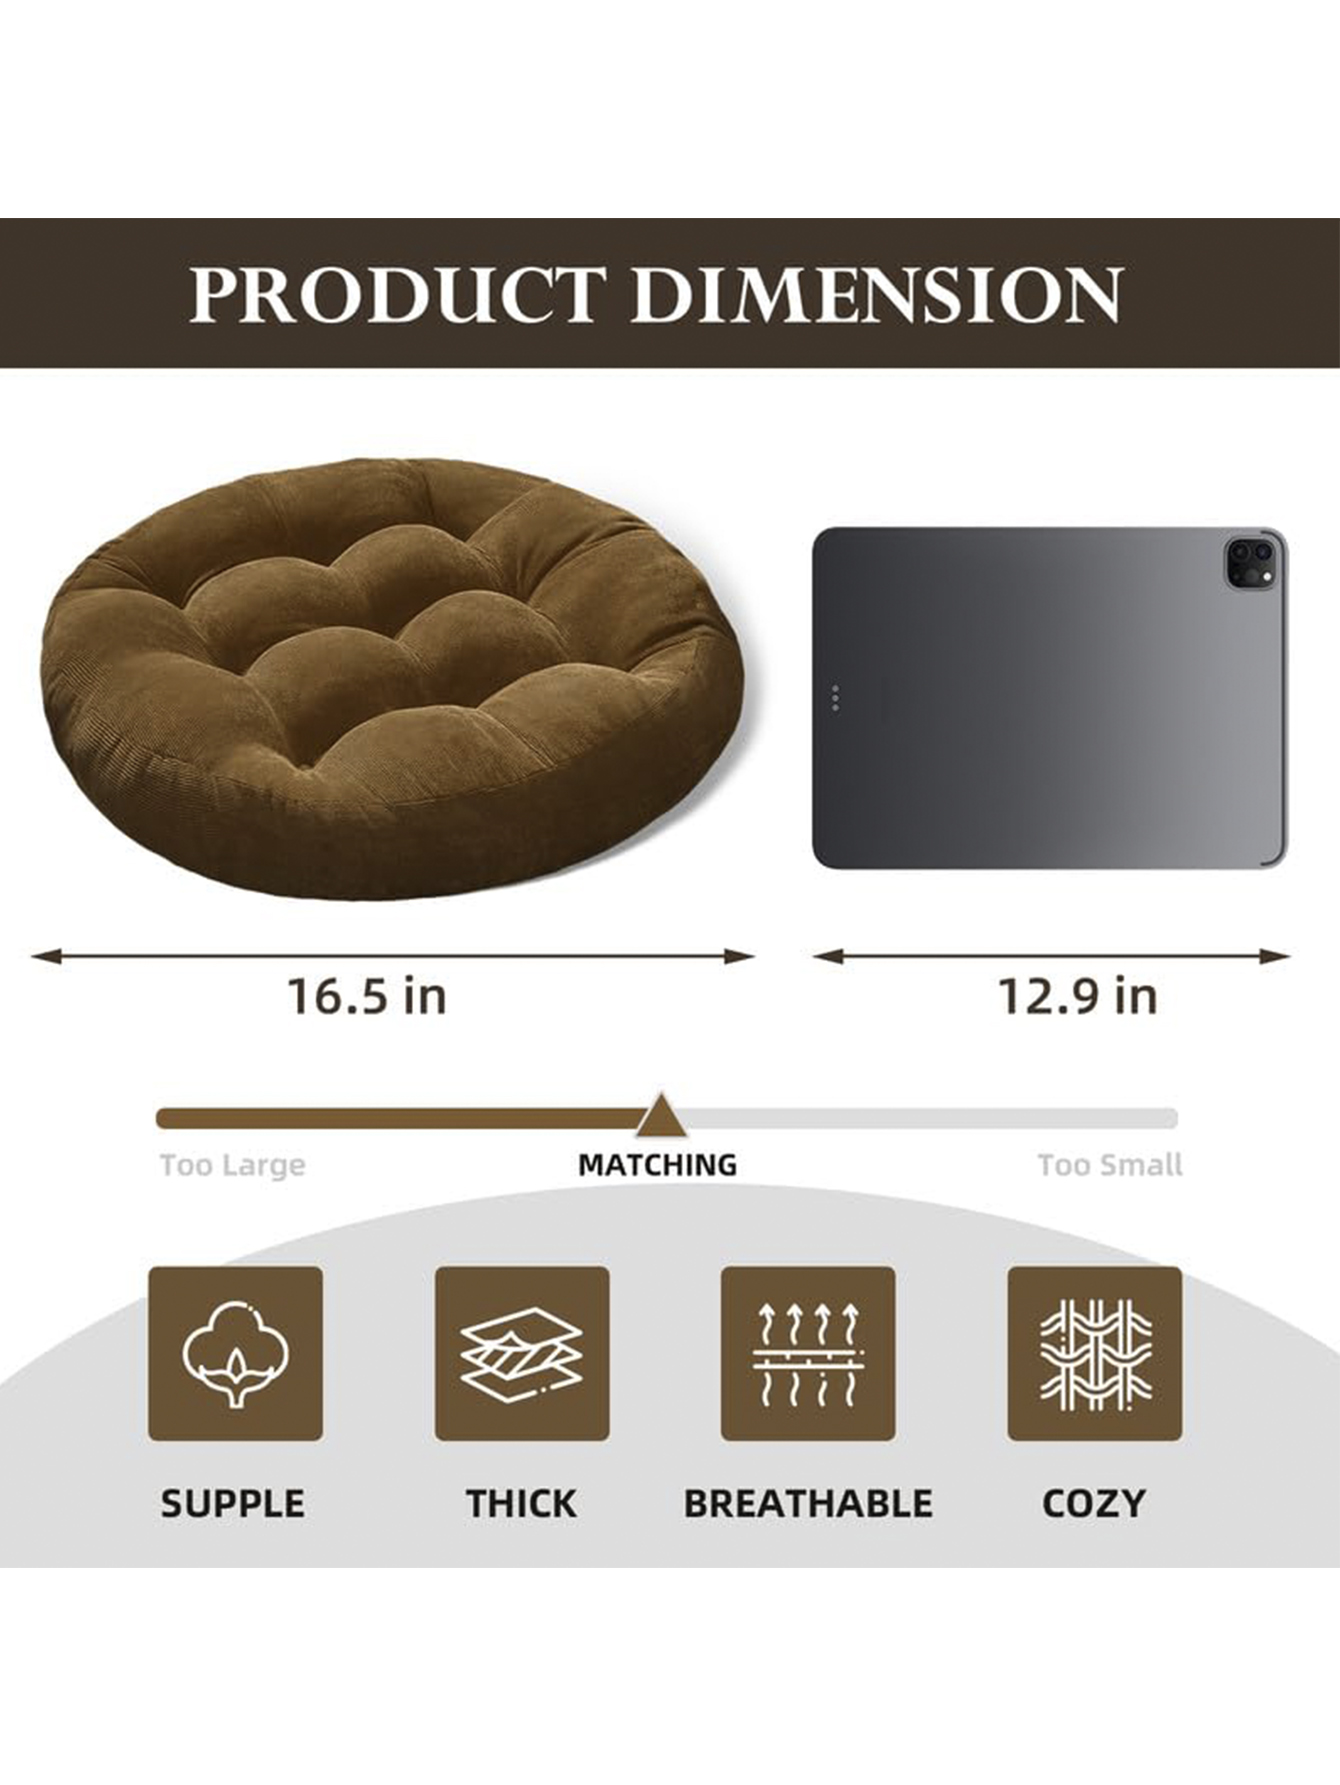 PRODUCT DIMENSION
16.5 in
12.9 in
Too Large
MATCHING
Too Small
SUPPLE
THICK
BREATHABLE
COZY